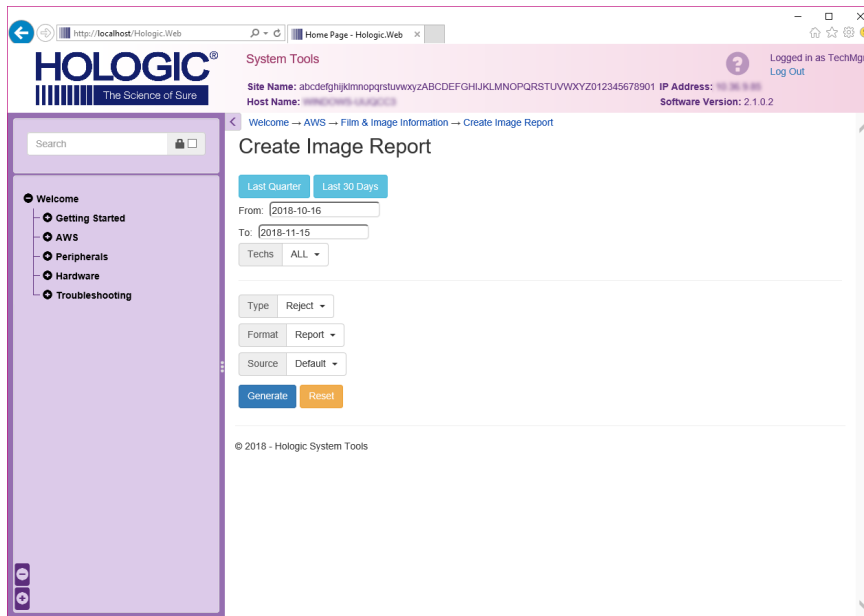 http://localhost/Hologic.Web
Home Page - Hologic.Web
HOLOGIC®
The Science of Sure
System Tools
Logged in as TechMgr
Log Out
Site Name: abcdefghijklmnopqrstuvwxyzABCDEFGHIJKLMNOPQRSTUVWXYZ012345678901 IP Address:
Host Name:
Software Version: 2.1.0.2
Search
Welcome
Getting Started
AWS
Peripherals
Hardware
Troubleshooting
Welcome → AWS → Film & Image Information → Create Image Report
Create Image Report
Last Quarter
Last 30 Days
From: 2018-10-16
To: 2018-11-15
Techs ALL
Type Reject
Format Report
Source Default
Generate
Reset
© 2018 - Hologic System Tools